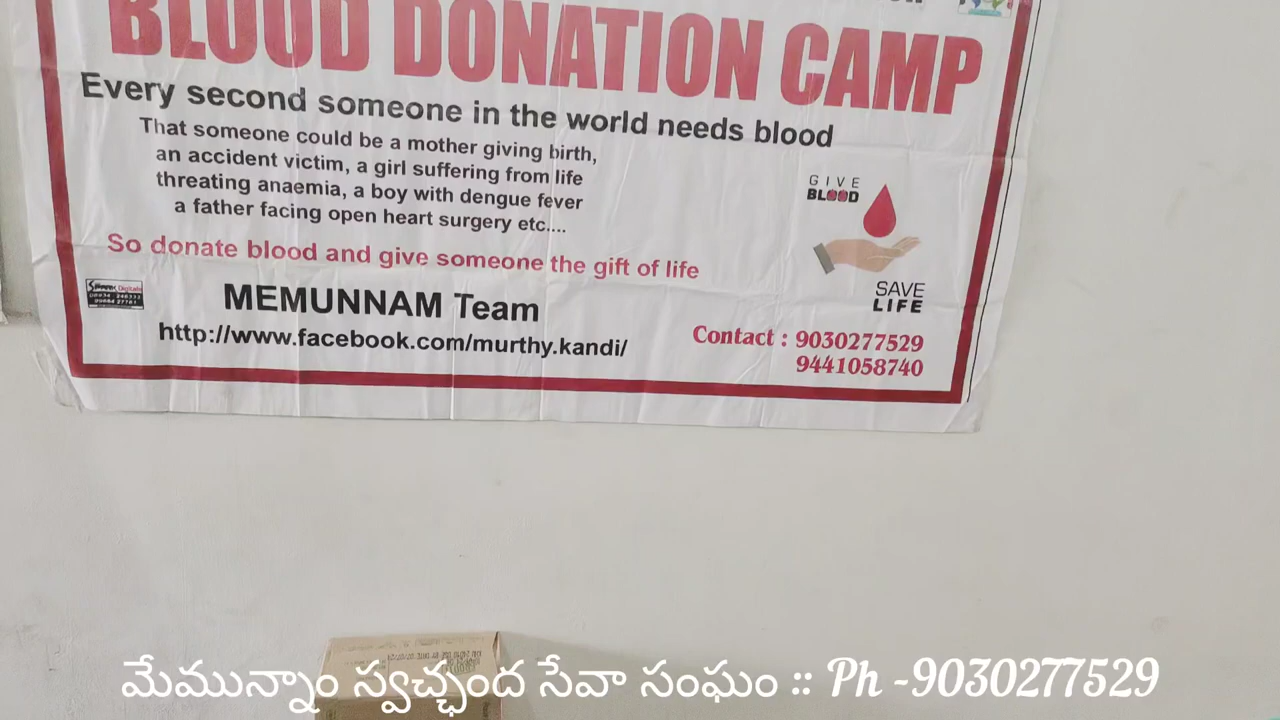 BLOOD DONATION CAMP
Every second someone in the world needs blood
That someone could be a mother giving birth,
an accident victim, a girl suffering from life
threating anaemia, a boy with dengue fever
a father facing open heart surgery etc....
So donate blood and give someone the gift of life
GIVE
BLOOD
SAVE
LIFE
MEMUNNAM Team
http://www.facebook.com/murthy.kandi/
Contact : 9030277529
9441058740
మేమున్నాం స్వచ్ఛంద సేవా సంఘం :: Ph -9030277529